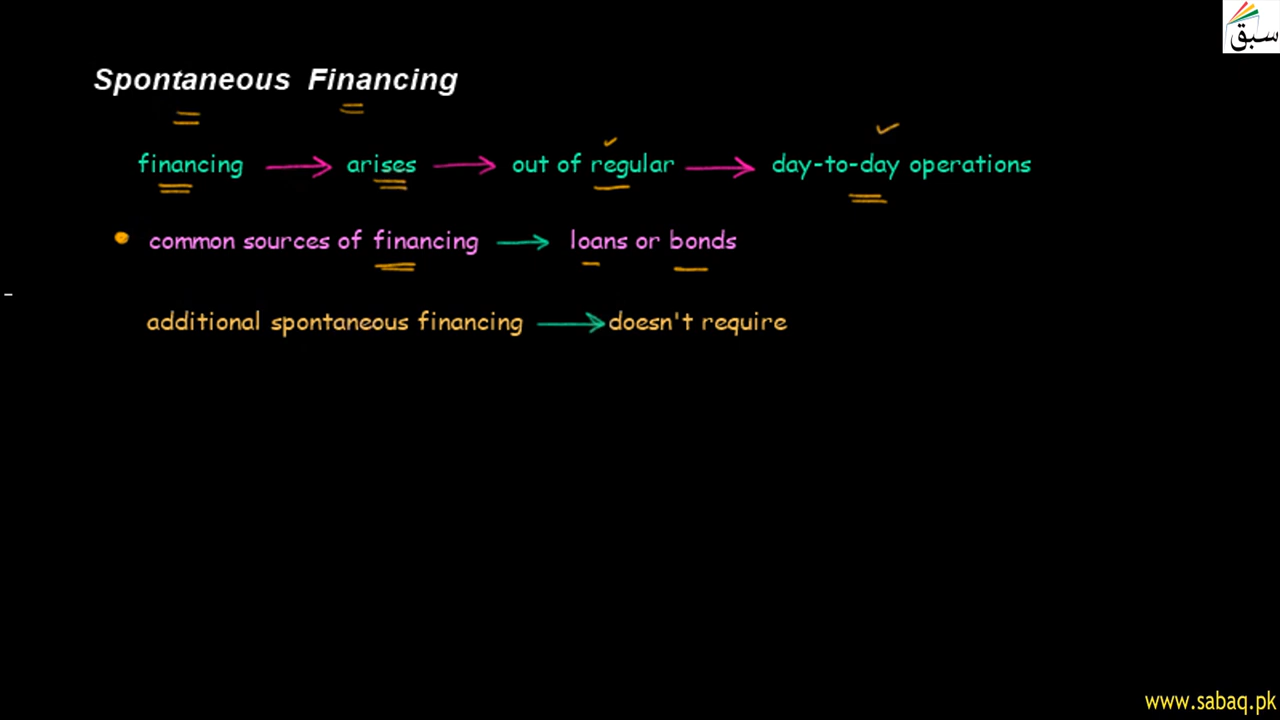 سبق
Spontaneous Financing
financing → arises → out of regular → day-to-day operations
• common sources of financing → loans or bonds
additional spontaneous financing → doesn't require
www.sabaq.pk